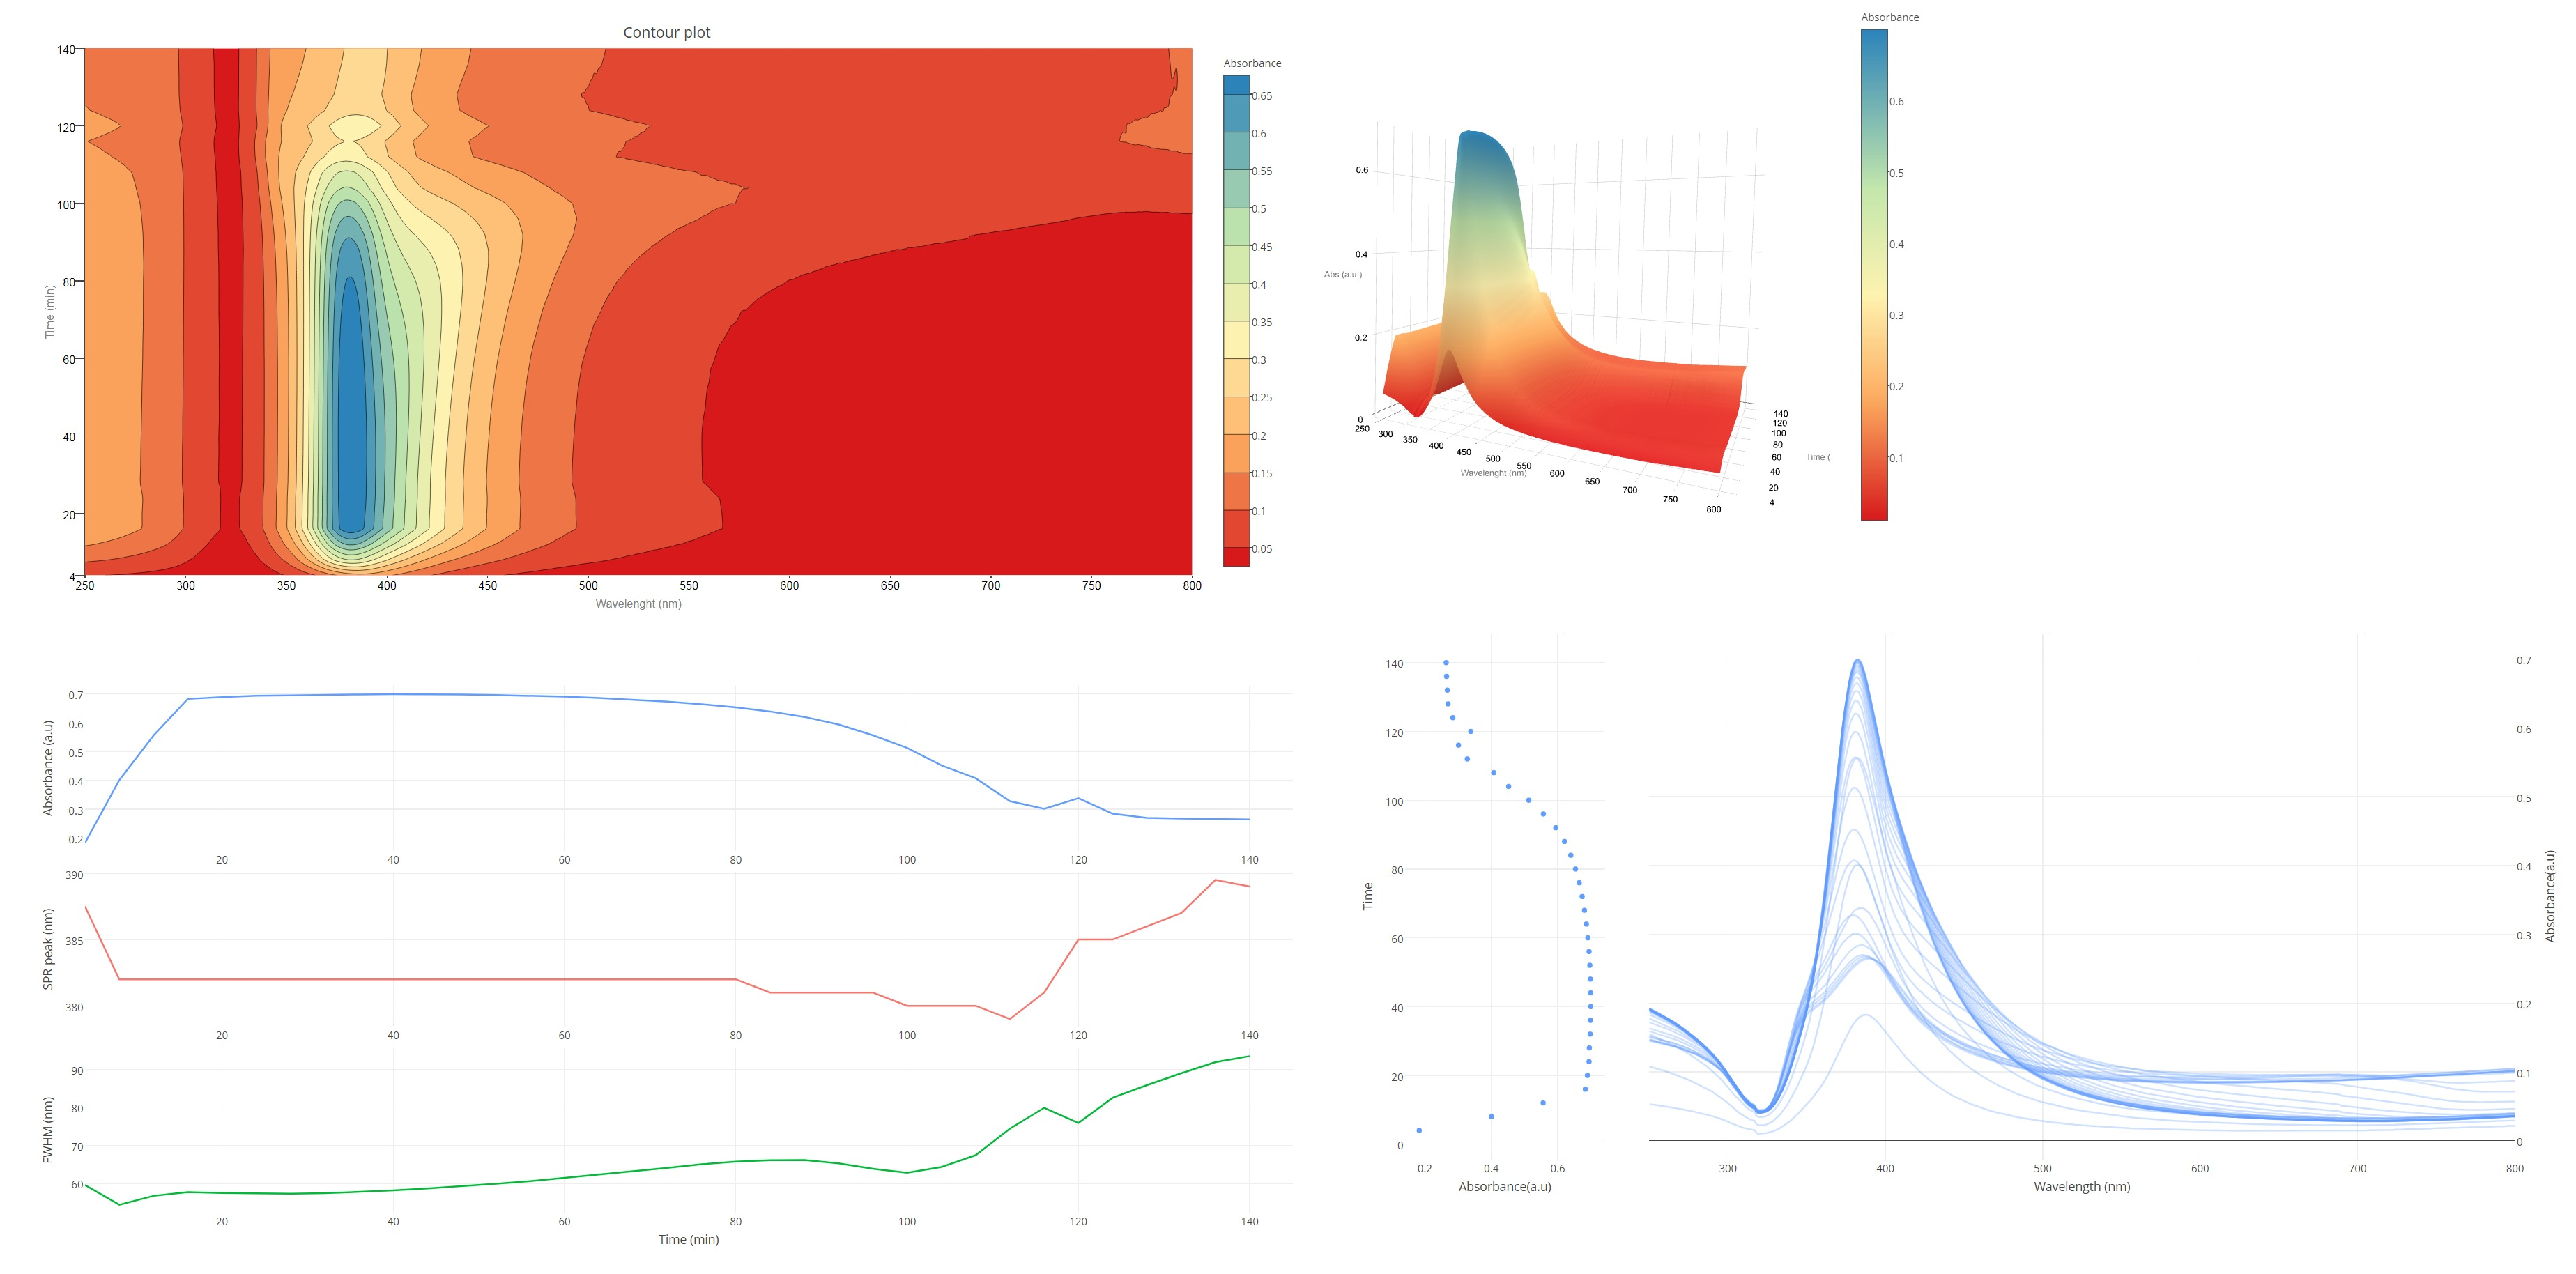 Contour plot
140
120
100
80
60
40
20
4
Time (min)
250 300 350 400 450 500 550 600 650 700 750 800
Wavelenght (nm)
Absorbance
0.65
0.6
0.55
0.5
0.45
0.4
0.35
0.3
0.25
0.2
0.15
0.1
0.05
0.6
0.4
Abs (a.u.)
0.2
0
250 300 350 400 450 500 550 600 650 700 750 800
Wavelenght (nm)
140
120
100
80
60
40
20
4
Time (
Absorbance
0.6
0.5
0.4
0.3
0.2
0.1
0.7
0.6
0.5
0.4
0.3
0.2
Absorbance (a.u
20 40 60 80 100 120 140
390
385
380
SPR peak (nm)
20 40 60 80 100 120 140
90
80
70
60
FWHM (nm)
20 40 60 80 100 120 140
Time (min)
140
120
100
80
60
40
20
0
Time
0.2 0.4 0.6
Absorbance(a.u)
0.7
0.6
0.5
0.4
0.3
0.2
0.1
0
Absorbance(a.u)
300 400 500 600 700 800
Wavelength (nm)